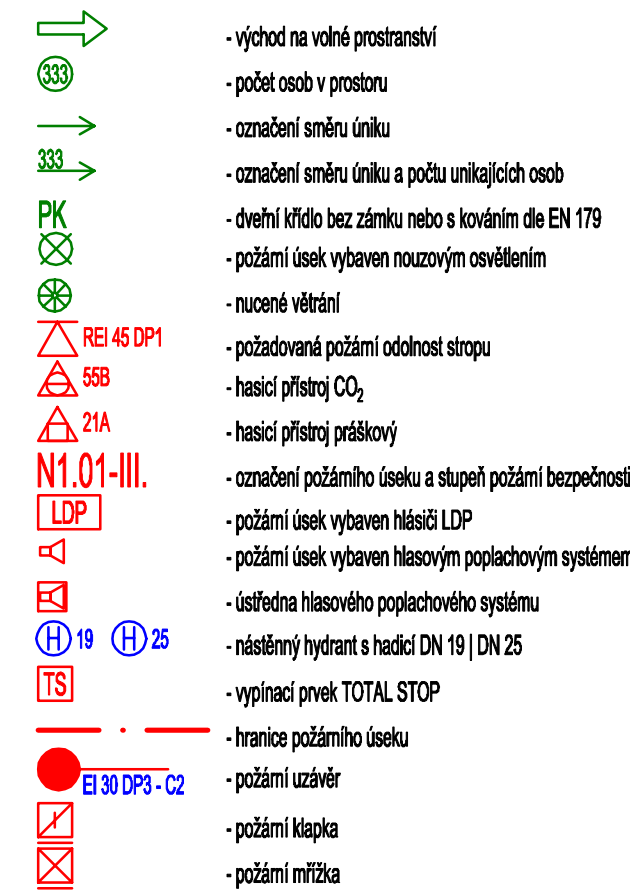 - východ na volné prostranství
333 - počet osob v prostoru
- označení směru úniku
333 - označení směru úniku a počtu unikajících osob
PK - dveřní křídlo bez zámku nebo s kováním dle EN 179
- požární úsek vybaven nouzovým osvětlením
- nucené větrání
REI 45 DP1 - požadovaná požární odolnost stropu
55B - hasicí přístroj CO₂
21A - hasicí přístroj práškový
N1.01-III. - označení požárního úseku a stupeň požární bezpečnosti
LDP - požární úsek vybaven hlásiči LDP
- požární úsek vybaven hlasovým poplachovým systémem
- ústředna hlasového poplachového systému
H 19 H 25 - nástěnný hydrant s hadicí DN 19 | DN 25
TS - vypínací prvek TOTAL STOP
- hranice požárního úseku
EI 30 DP3 - C2 - požární uzávěr
- požární klapka
- požární mřížka